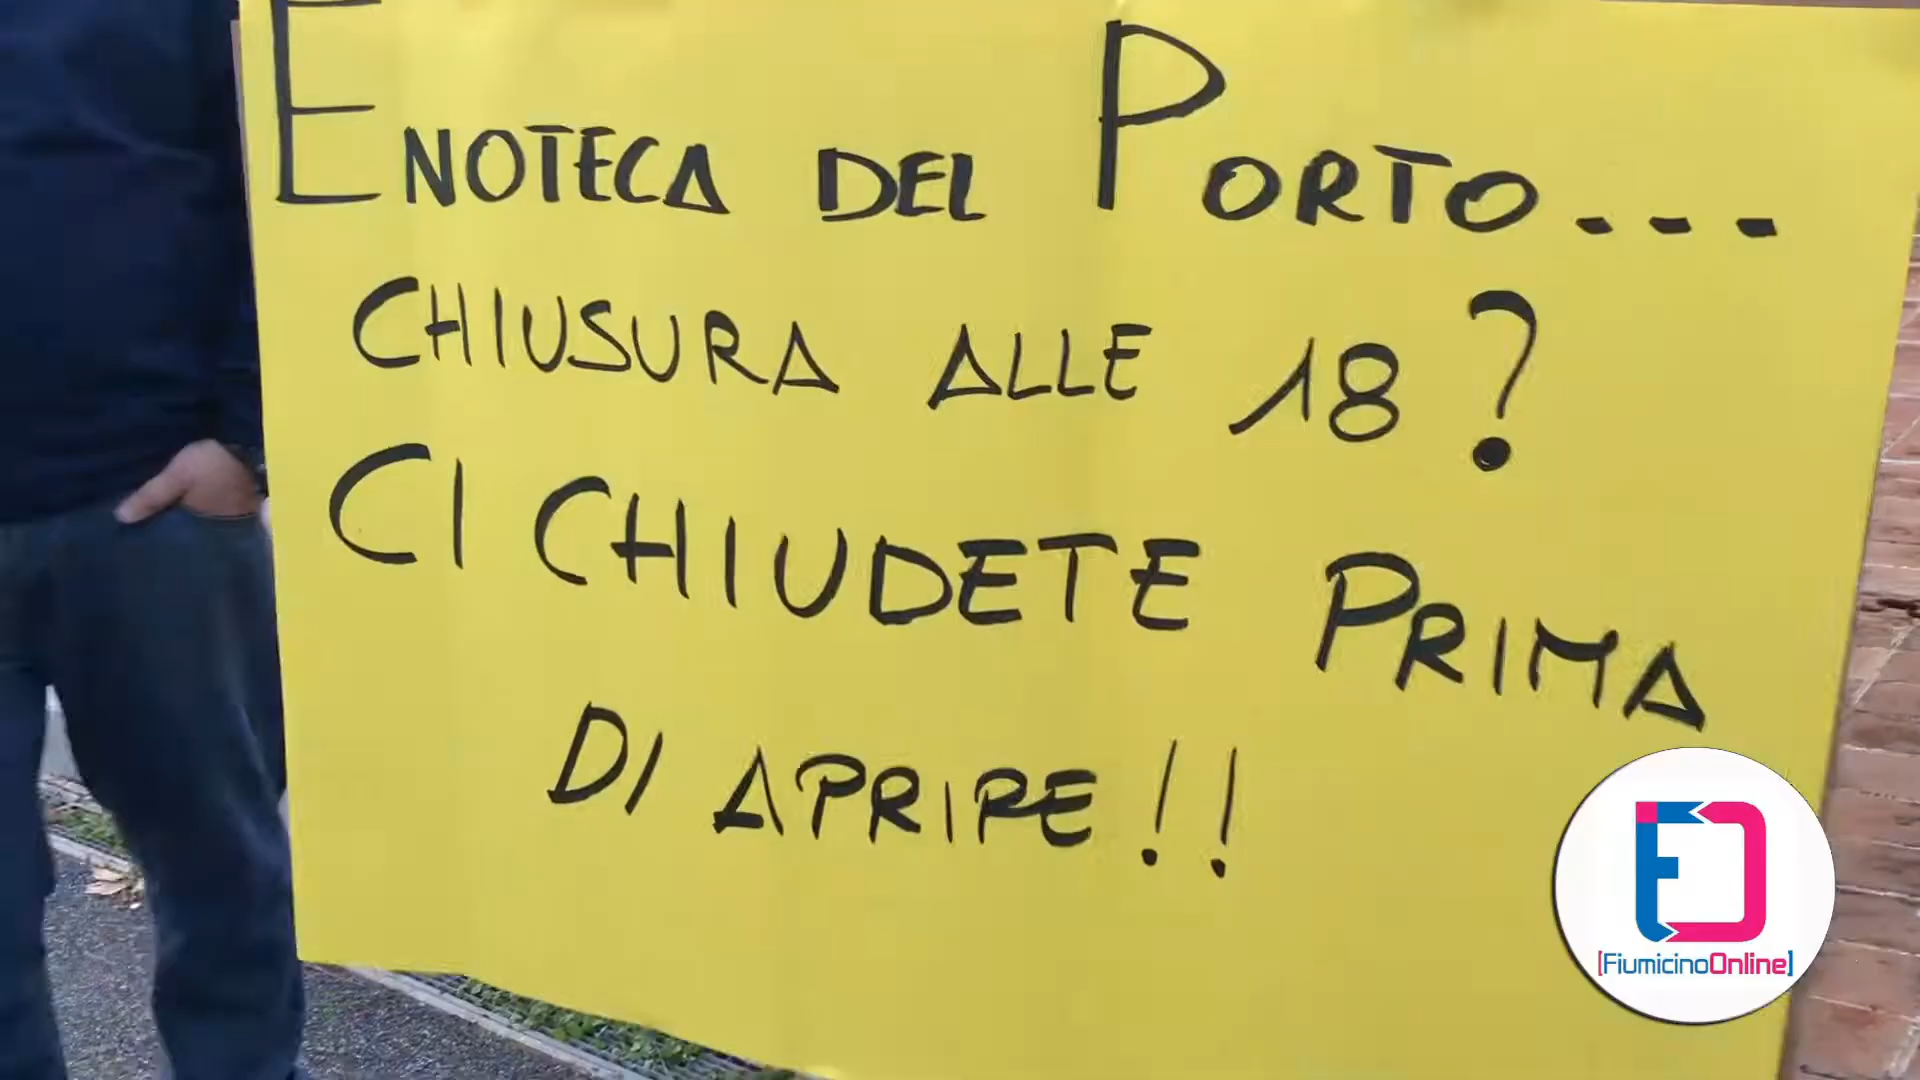 ENOTECA DEL PORTO...
CHIUSURA ALLE 18?
CI CHIUDETE PRIMA
DI APRIRE!!
[FiumicinoOnline]